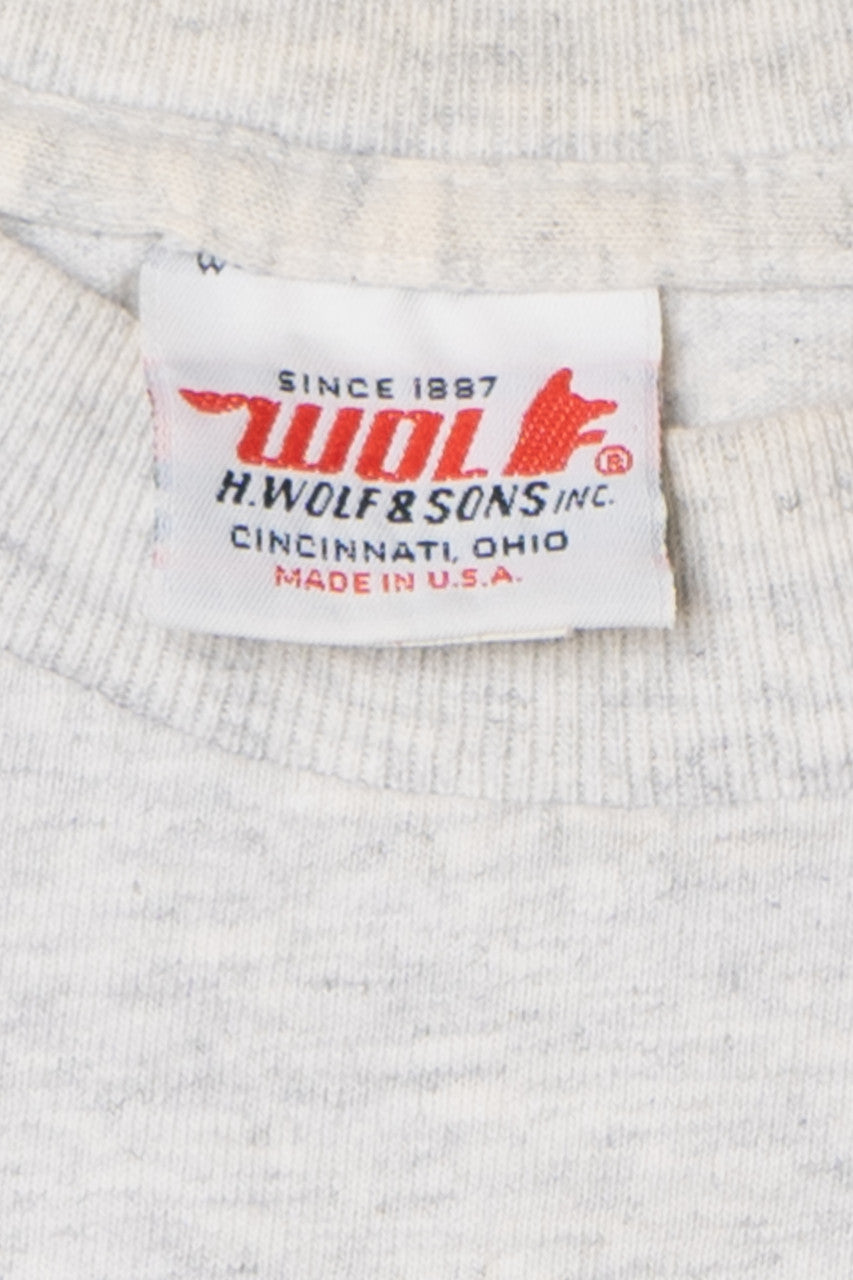 SINCE 1887
WOLF®
H. WOLF & SONS INC.
CINCINNATI, OHIO
MADE IN U.S.A.